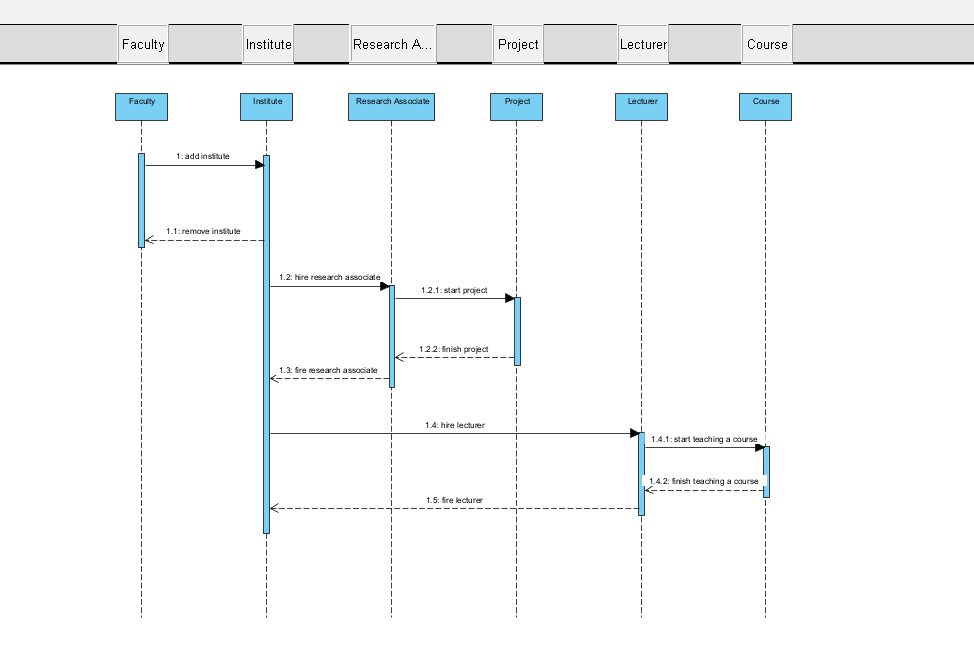 Faculty Institute Research A... Project Lecturer Course
Faculty Institute Research Associate Project Lecturer Course
1: add institute
1.1: remove institute
1.2: hire research associate
1.2.1: start project
1.2.2: finish project
1.3: fire research associate
1.4: hire lecturer
1.4.1: start teaching a course
1.4.2: finish teaching a course
1.5: fire lecturer